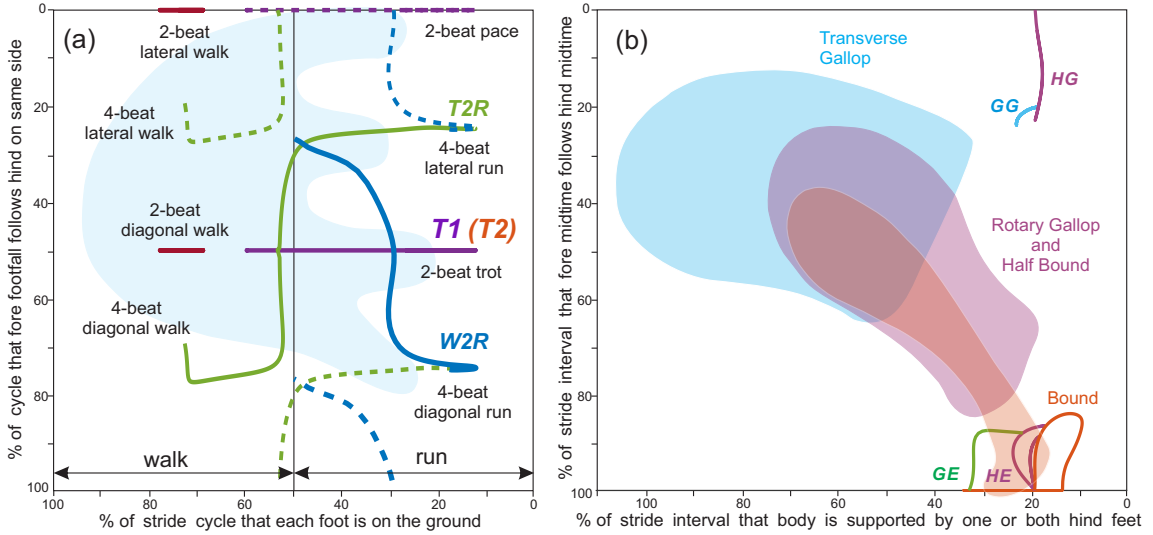 (a)
% of cycle that fore footfall follows hind on same side
0
20
40
60
80
100
2-beat
lateral walk
2-beat pace
4-beat
lateral walk
T2R
4-beat
lateral run
2-beat
diagonal walk
T1 (T2)
2-beat trot
4-beat
diagonal walk
W2R
4-beat
diagonal run
walk
run
100
80
60
40
20
0
% of stride cycle that each foot is on the ground
(b)
% of stride interval that fore midtime follows hind midtime
0
20
40
60
80
100
Transverse
Gallop
HG
GG
Rotary Gallop
and
Half Bound
Bound
GE
HE
100
80
60
40
20
0
% of stride interval that body is supported by one or both hind feet